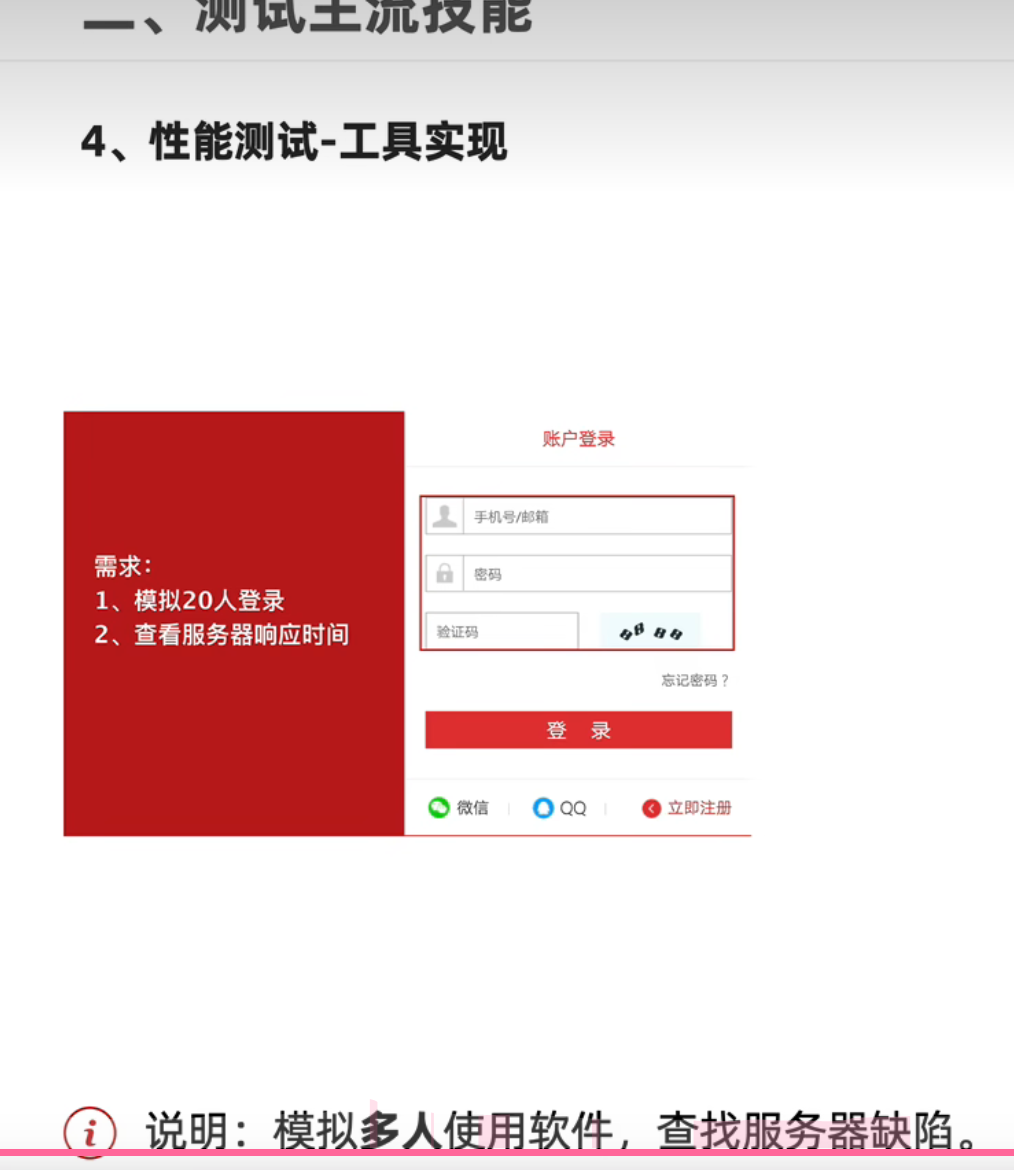 二、测试主流技能
4、性能测试-工具实现
需求：
1、模拟20人登录
2、查看服务器响应时间
账户登录
手机号/邮箱
密码
验证码 8888
忘记密码？
登 录
微信 QQ 立即注册
i 说明：模拟多人使用软件，查找服务器缺陷。